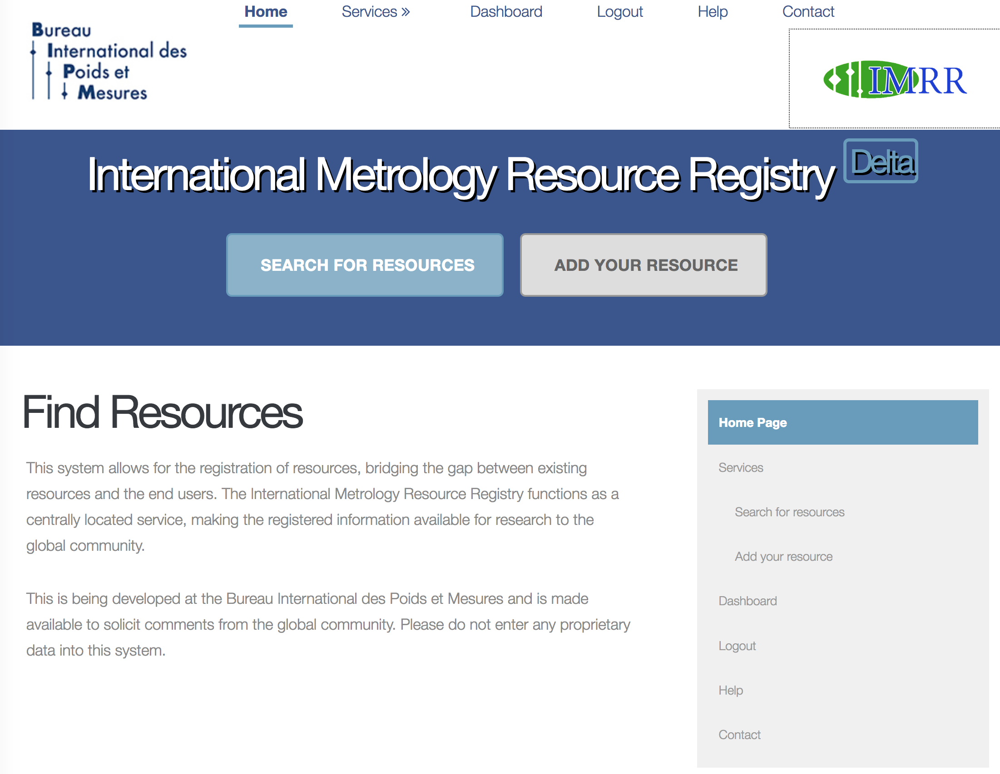 Home Services » Dashboard Logout Help Contact
Bureau
International des
Poids et
Mesures
IMRR
International Metrology Resource Registry Delta
SEARCH FOR RESOURCES
ADD YOUR RESOURCE
Find Resources
This system allows for the registration of resources, bridging the gap between existing
resources and the end users. The International Metrology Resource Registry functions as a
centrally located service, making the registered information available for research to the
global community.
This is being developed at the Bureau International des Poids et Mesures and is made
available to solicit comments from the global community. Please do not enter any proprietary
data into this system.
Home Page
Services
Search for resources
Add your resource
Dashboard
Logout
Help
Contact